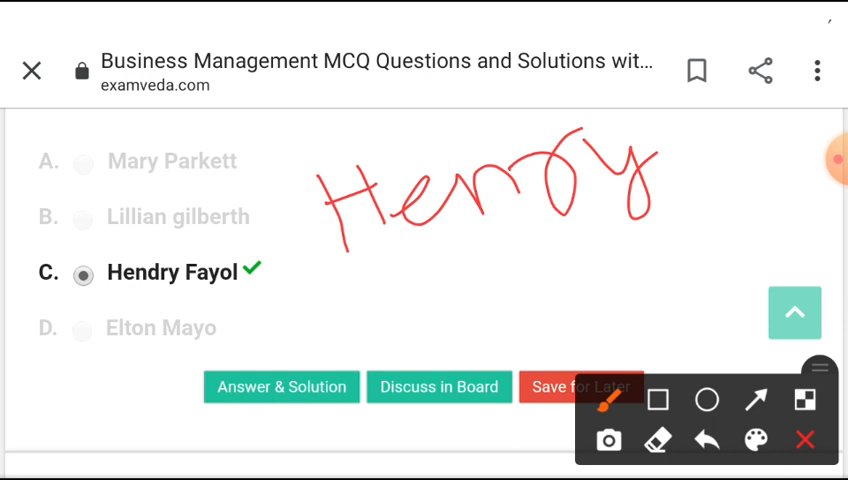 Business Management MCQ Questions and Solutions wit...
examveda.com
A. Mary Parkett
B. Lillian gilberth
C. Hendry Fayol
D. Elton Mayo
Henry
Answer & Solution
Discuss in Board
Save for Later